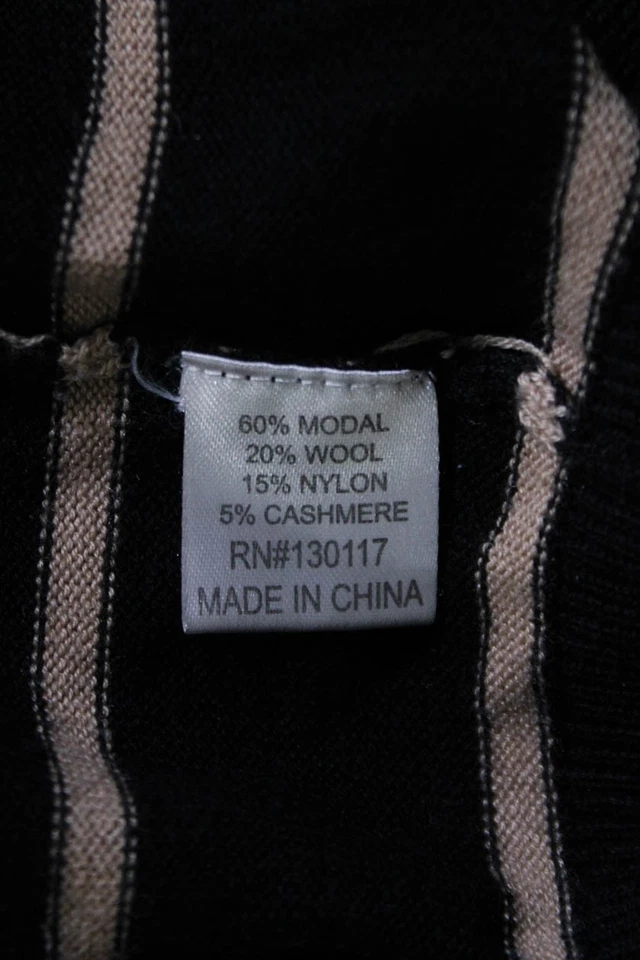 60% MODAL
20% WOOL
15% NYLON
5% CASHMERE
RN#130117
MADE IN CHINA